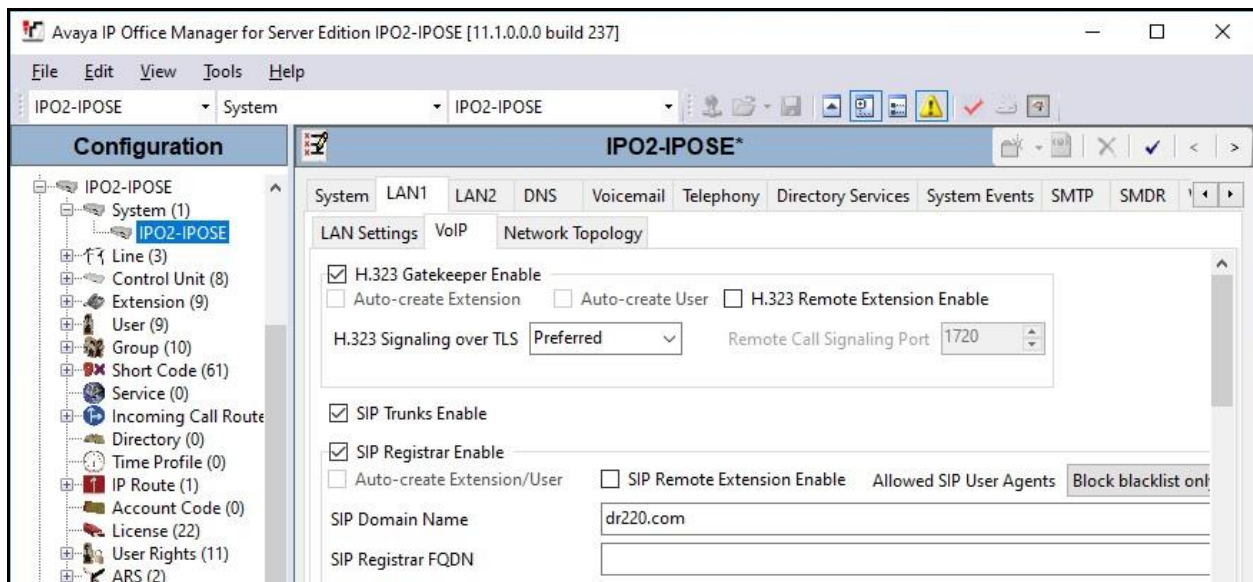 Avaya IP Office Manager for Server Edition IPO2-IPOSE [11.1.0.0.0 build 237]
File Edit View Tools Help
IPO2-IPOSE System IPO2-IPOSE
Configuration
IPO2-IPOSE
System (1)
IPO2-IPOSE
Line (3)
Control Unit (8)
Extension (9)
User (9)
Group (10)
Short Code (61)
Service (0)
Incoming Call Route
Directory (0)
Time Profile (0)
IP Route (1)
Account Code (0)
License (22)
User Rights (11)
ARS (2)
IPO2-IPOSE*
System LAN1 LAN2 DNS Voicemail Telephony Directory Services System Events SMTP SMDR
LAN Settings VoIP Network Topology
H.323 Gatekeeper Enable
Auto-create Extension Auto-create User H.323 Remote Extension Enable
H.323 Signaling over TLS Preferred Remote Call Signaling Port 1720
SIP Trunks Enable
SIP Registrar Enable
Auto-create Extension/User SIP Remote Extension Enable Allowed SIP User Agents Block blacklist only
SIP Domain Name dr220.com
SIP Registrar FQDN